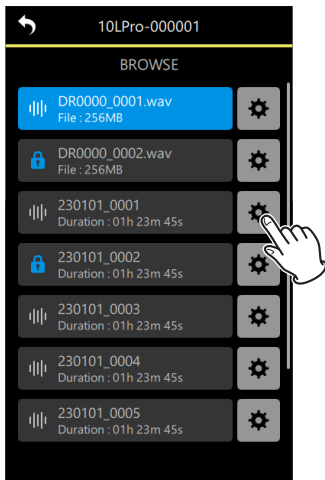 10LPro-000001
BROWSE
DR0000_0001.wav
File : 256MB
DR0000_0002.wav
File : 256MB
230101_0001
Duration : 01h 23m 45s
230101_0002
Duration : 01h 23m 45s
230101_0003
Duration : 01h 23m 45s
230101_0004
Duration : 01h 23m 45s
230101_0005
Duration : 01h 23m 45s